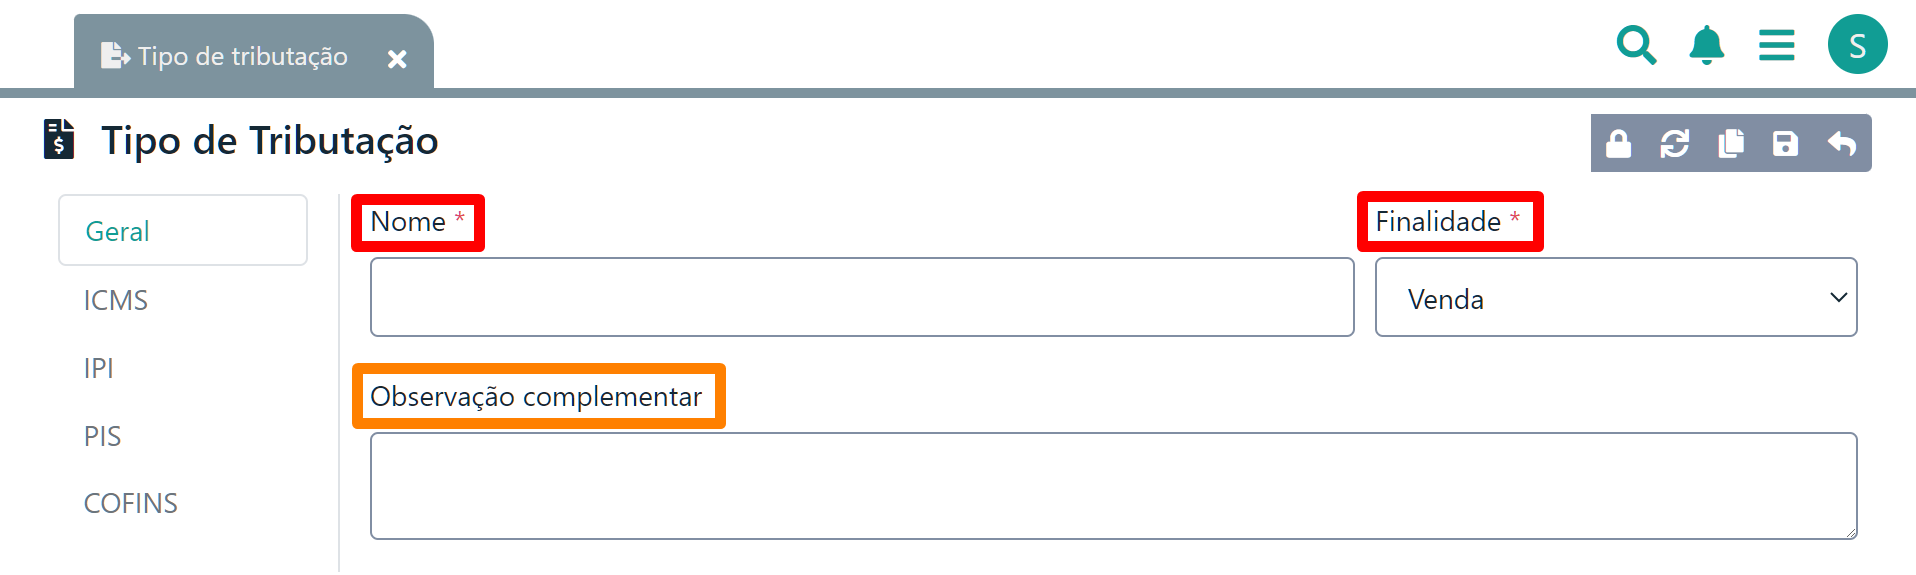 Tipo de tributação
S
Tipo de Tributação
Geral
ICMS
IPI
PIS
COFINS
Nome *
Finalidade *
Venda
Observação complementar